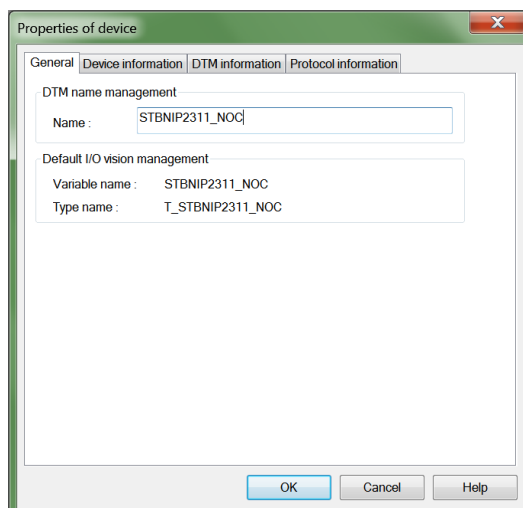 Properties of device
General Device information DTM information Protocol information
DTM name management
Name : STBNIP2311_NOC
Default I/O vision management
Variable name : STBNIP2311_NOC
Type name : T_STBNIP2311_NOC
OK Cancel Help